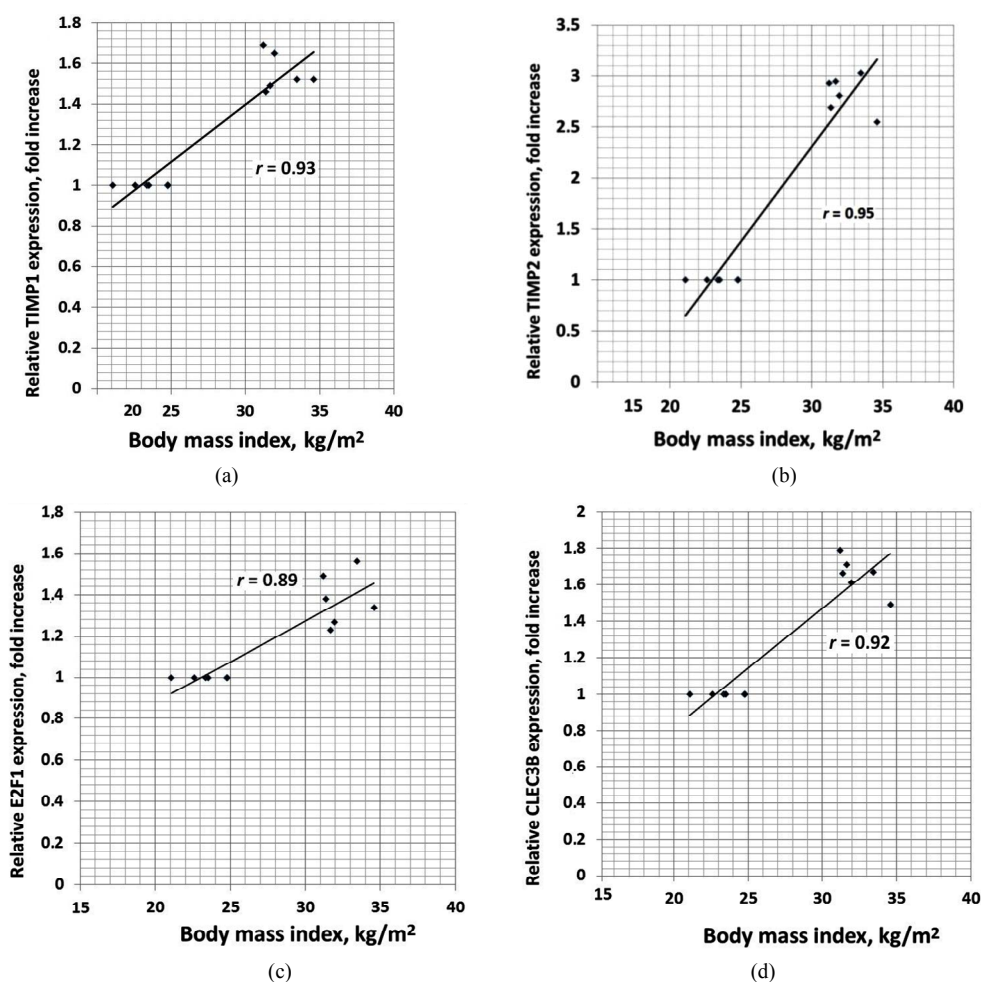 1.8
1.6
1.4
1.2
1
0.8
0.6
0.4
0.2
0
Relative TIMP1 expression, fold increase
r = 0.93
20 25 30 35 40
Body mass index, kg/m²
(a)
3.5
3
2.5
2
1.5
1
0.5
0
Relative TIMP2 expression, fold increase
r = 0.95
15 20 25 30 35 40
Body mass index, kg/m²
(b)
1,8
1.6
1.4
1.2
1
0.8
0.6
0.4
0.2
0
Relative E2F1 expression, fold increase
r = 0.89
15 20 25 30 35 40
Body mass index, kg/m²
(c)
2
1.8
1.6
1.4
1.2
1
0.8
0.6
0.4
0.2
0
Relative CLEC3B expression, fold increase
r = 0.92
15 20 25 30 35 40
Body mass index, kg/m²
(d)